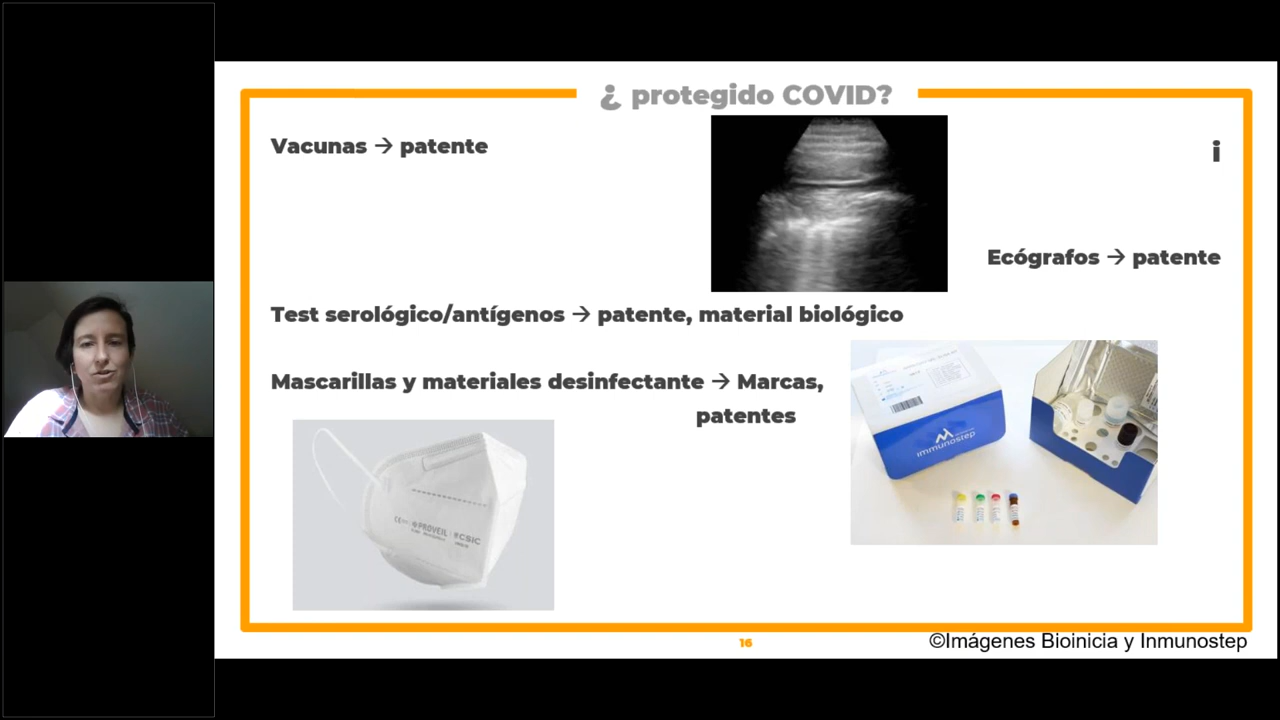 ¿ protegido COVID?
Vacunas → patente
i
Ecógrafos → patente
Test serológico/antígenos → patente, material biológico
Mascarillas y materiales desinfectante → Marcas,
patentes
immunostep
CE PROVEIL CSIC
16
©Imágenes Bioinicia y Inmunostep